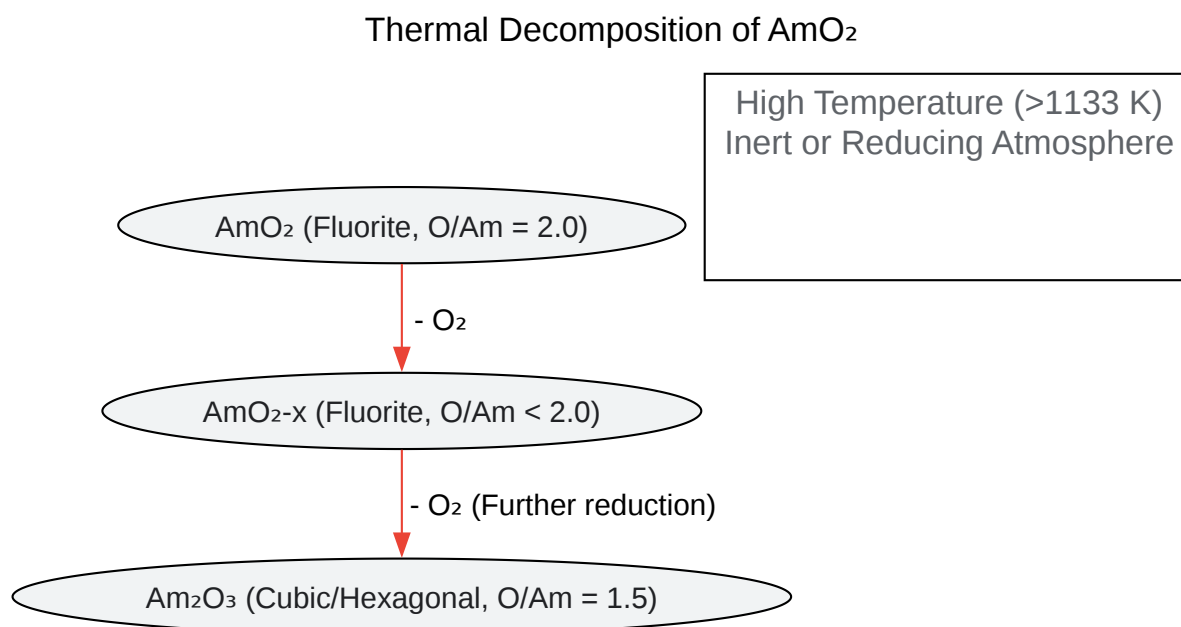 Thermal Decomposition of AmO₂
High Temperature (>1133 K)
Inert or Reducing Atmosphere
AmO₂ (Fluorite, O/Am = 2.0)
- O₂
AmO₂-x (Fluorite, O/Am < 2.0)
- O₂ (Further reduction)
Am₂O₃ (Cubic/Hexagonal, O/Am = 1.5)